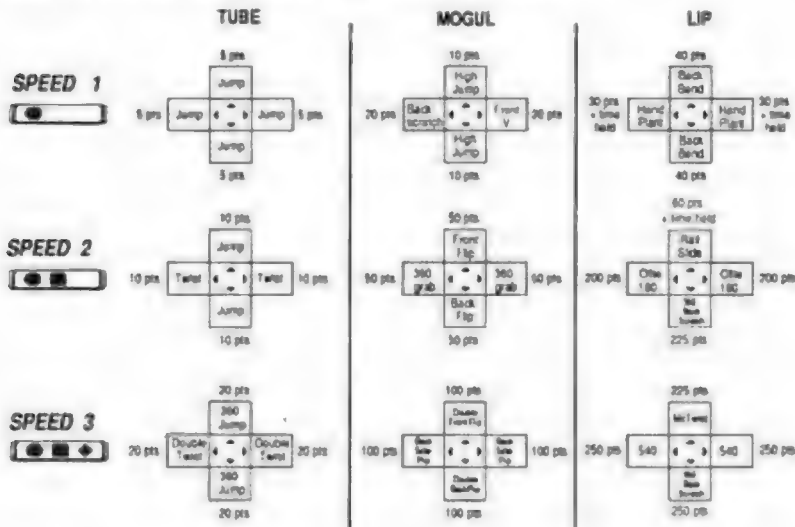 TUBE MOGUL LIP
SPEED 1
5 pts
Jump
5 pts Jump Jump 5 pts
Jump
5 pts
10 pts
High
Jump
20 pts Back
scratch
Front
V
20 pts
High
Jump
10 pts
40 pts
Back
Bend
30 pts
+ time
held
Hand
Plant
Hand
Plant
30 pts
+ time
held
Back
Bend
40 pts
SPEED 2
10 pts
Jump
10 pts Twist Twist 10 pts
Jump
10 pts
50 pts
Front
Flip
50 pts 360
grab
360
grab
50 pts
Back
Flip
50 pts
60 pts
+ time held
Rail
Slide
200 pts Ollie
180
Ollie
180
200 pts
225 pts
SPEED 3
20 pts
360
Jump
20 pts Double
Twist
Double
Twist
20 pts
360
Jump
20 pts
100 pts
Double
Front Flip
100 pts 100 pts
Double
Back Flip
100 pts
225 pts
McTwist
250 pts 540 540 250 pts
250 pts